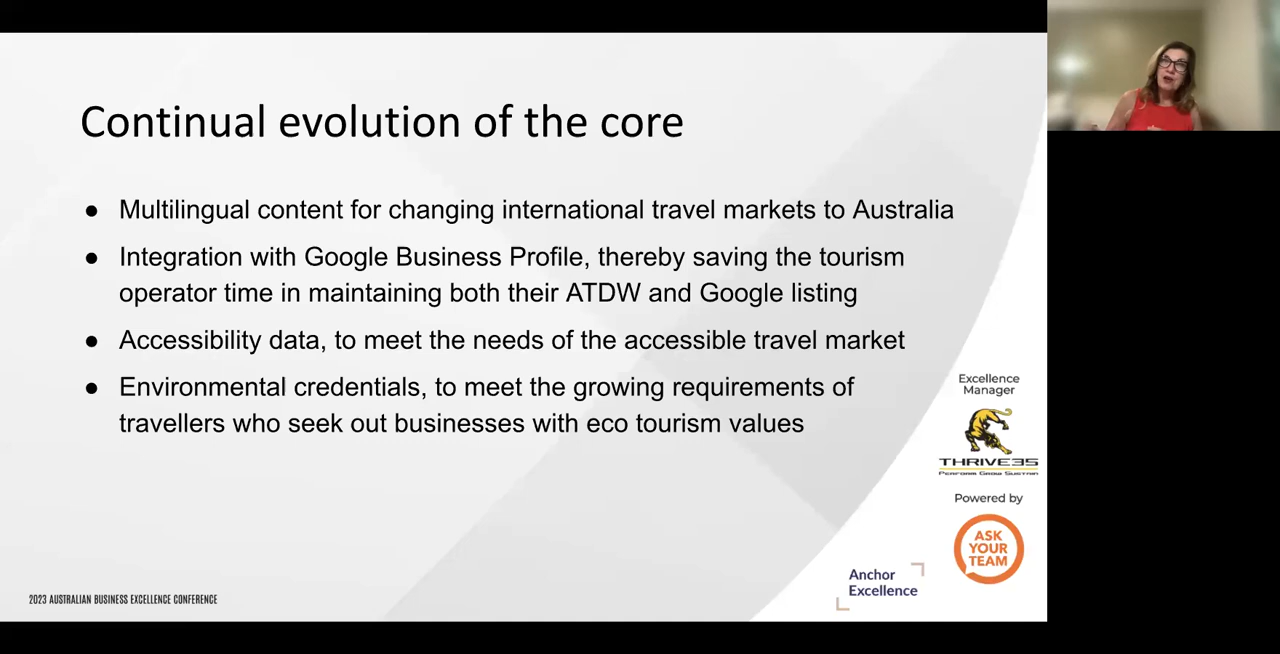 Continual evolution of the core
● Multilingual content for changing international travel markets to Australia
● Integration with Google Business Profile, thereby saving the tourism
operator time in maintaining both their ATDW and Google listing
● Accessibility data, to meet the needs of the accessible travel market
● Environmental credentials, to meet the growing requirements of
travellers who seek out businesses with eco tourism values
Excellence
Manager
THRIVE35
PERFORM GROW SUSTAIN
Powered by
ASK
YOUR
TEAM
Anchor
Excellence
2023 AUSTRALIAN BUSINESS EXCELLENCE CONFERENCE